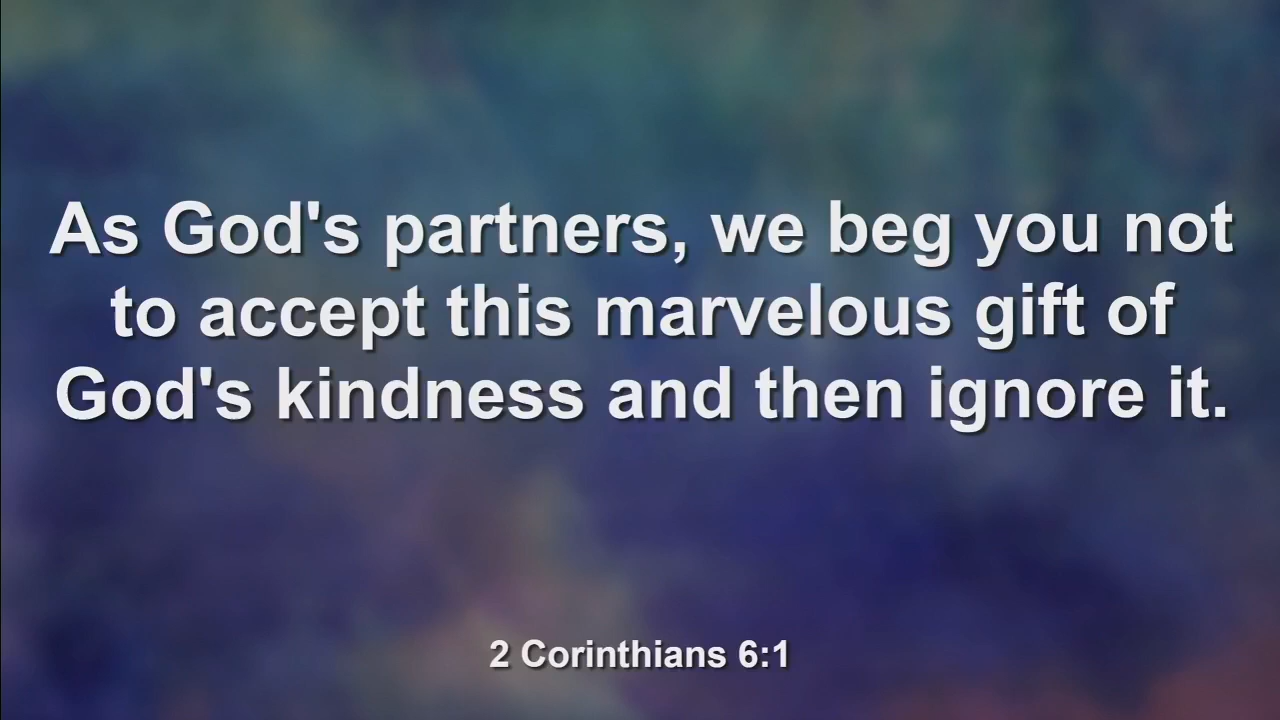 As God's partners, we beg you not
to accept this marvelous gift of
God's kindness and then ignore it.
2 Corinthians 6:1